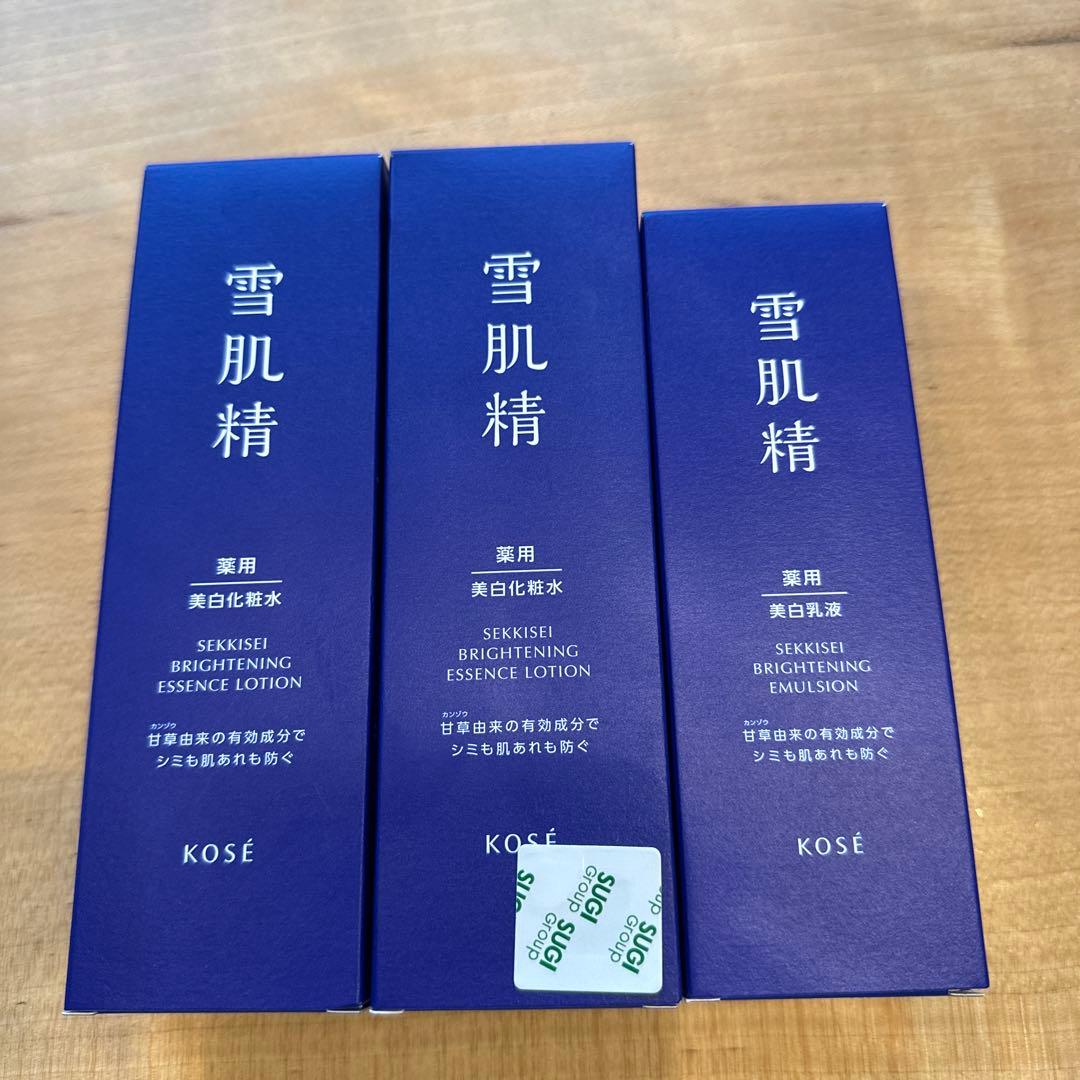 雪肌精
薬用
美白化粧水
SEKKISEI
BRIGHTENING
ESSENCE LOTION
カンゾウ
甘草由来の有効成分で
シミも肌あれも防ぐ
KOSÉ
雪肌精
薬用
美白化粧水
SEKKISEI
BRIGHTENING
ESSENCE LOTION
カンゾウ
甘草由来の有効成分で
シミも肌あれも防ぐ
KOSÉ
SUGI
Group
SUGI
Group
SUGI
Group
SUGI
雪肌精
薬用
美白乳液
SEKKISEI
BRIGHTENING
EMULSION
カンゾウ
甘草由来の有効成分で
シミも肌あれも防ぐ
KOSÉ